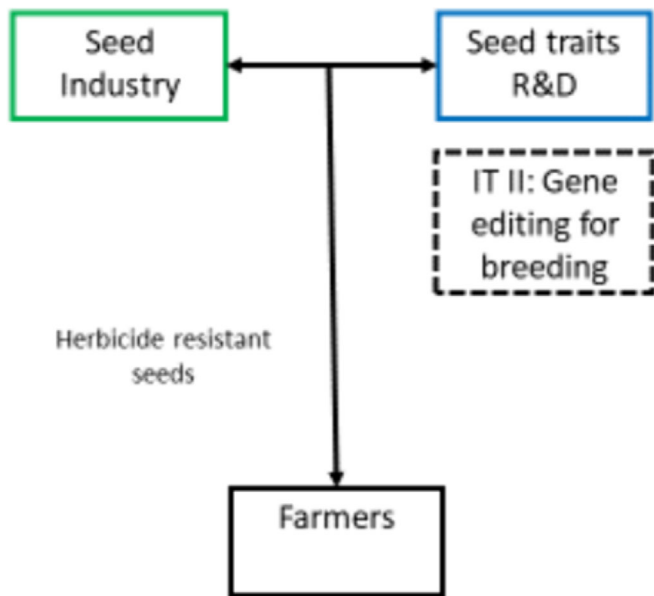 Seed
Industry
Seed traits
R&D
IT II: Gene
editing for
breeding
Herbicide resistant
seeds
Farmers